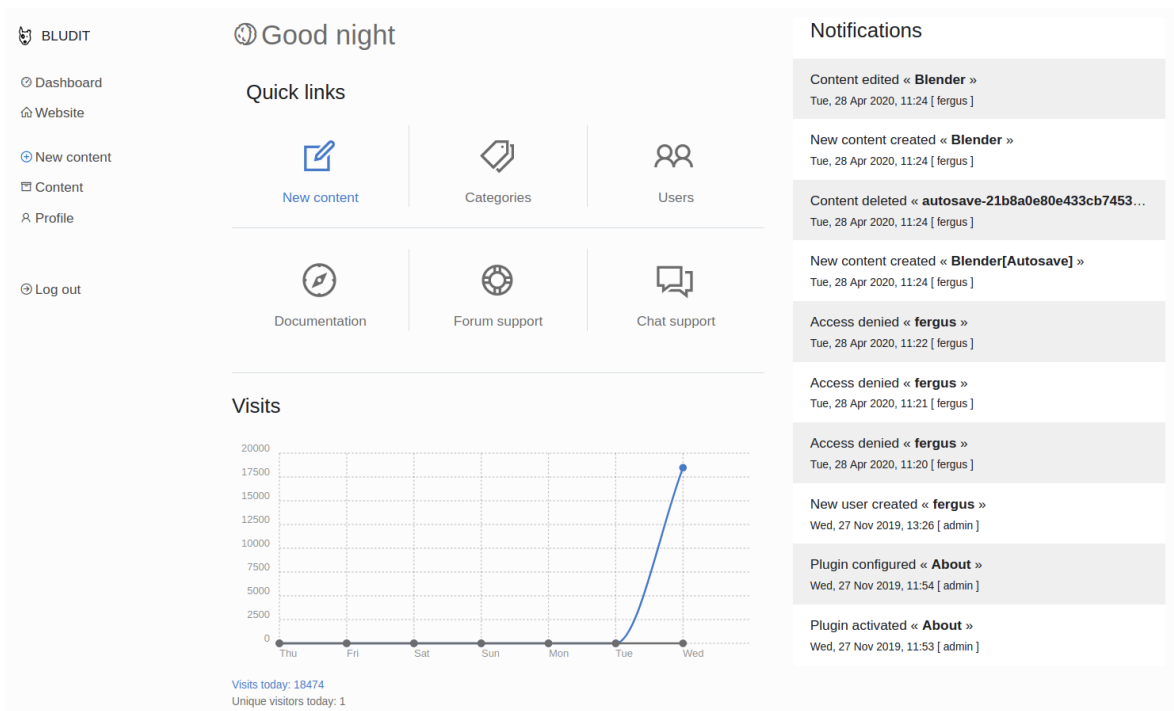 BLUDIT
Dashboard
Website
New content
Content
Profile
Log out
Good night
Quick links
New content
Categories
Users
Documentation
Forum support
Chat support
Visits
20000
17500
15000
12500
10000
7500
5000
2500
0
Thu Fri Sat Sun Mon Tue Wed
Visits today: 18474
Unique visitors today: 1
Notifications
Content edited « Blender »
Tue, 28 Apr 2020, 11:24 [ fergus ]
New content created « Blender »
Tue, 28 Apr 2020, 11:24 [ fergus ]
Content deleted « autosave-21b8a0e80e433cb7453…
Tue, 28 Apr 2020, 11:24 [ fergus ]
New content created « Blender[Autosave] »
Tue, 28 Apr 2020, 11:24 [ fergus ]
Access denied « fergus »
Tue, 28 Apr 2020, 11:22 [ fergus ]
Access denied « fergus »
Tue, 28 Apr 2020, 11:21 [ fergus ]
Access denied « fergus »
Tue, 28 Apr 2020, 11:20 [ fergus ]
New user created « fergus »
Wed, 27 Nov 2019, 13:26 [ admin ]
Plugin configured « About »
Wed, 27 Nov 2019, 11:54 [ admin ]
Plugin activated « About »
Wed, 27 Nov 2019, 11:53 [ admin ]